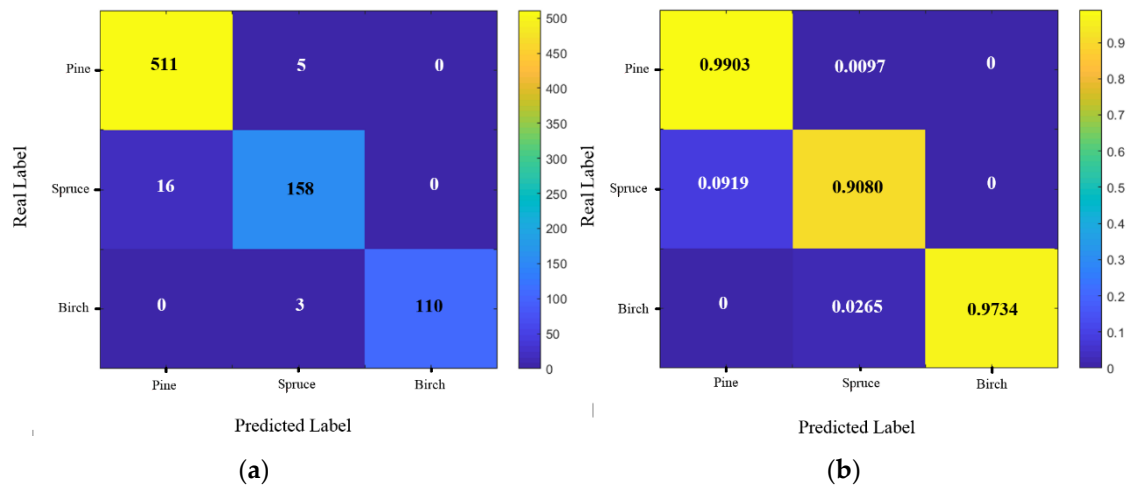 500
450
400
350
300
250
200
150
100
50
0
Real Label
Pine
Spruce
Birch
511 5 0
16 158 0
0 3 110
Pine Spruce Birch
Predicted Label
(a)
0.9
0.8
0.7
0.6
0.5
0.4
0.3
0.2
0.1
0
Real Label
Pine
Spruce
Birch
0.9903 0.0097 0
0.0919 0.9080 0
0 0.0265 0.9734
Pine Spruce Birch
Predicted Label
(b)